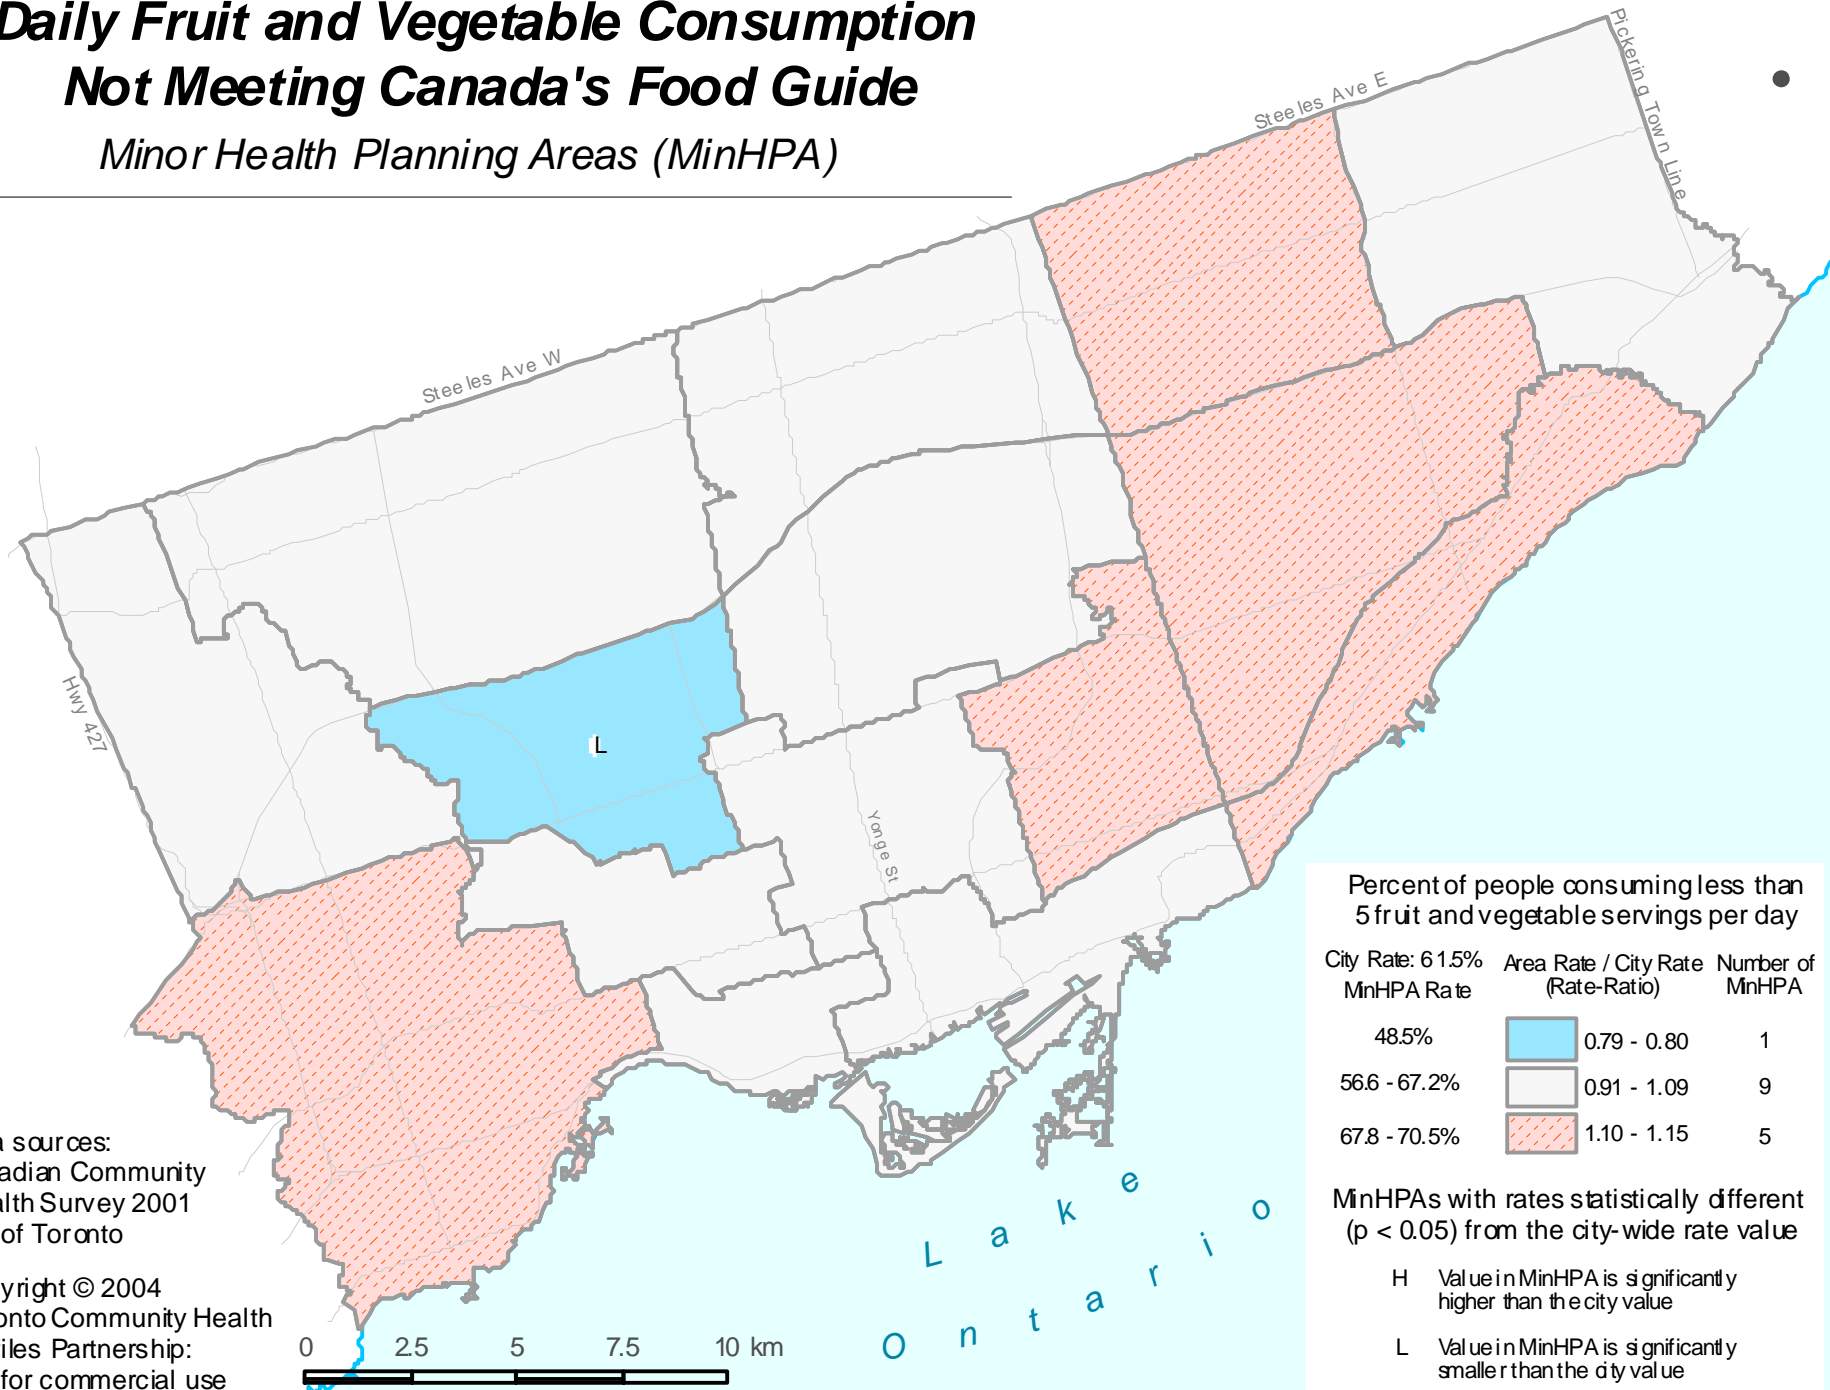 Daily Fruit and Vegetable Consumption
Not Meeting Canada's Food Guide
Minor Health Planning Areas (MinHPA)
Steeles Ave E
Pickering Town Line
Steeles Ave W
Hwy 427
L
Yonge St
Lake
Ontario
Percent of people consuming less than
5 fruit and vegetable servings per day
City Rate: 61.5%
MinHPA Rate
Area Rate / City Rate
(Rate-Ratio)
Number of
MinHPA
48.5% 0.79 - 0.80 1
56.6 - 67.2% 0.91 - 1.09 9
67.8 - 70.5% 1.10 - 1.15 5
MinHPAs with rates statistically different
(p < 0.05) from the city-wide rate value
H Value in MinHPA is significantly
higher than the city value
L Value in MinHPA is significantly
smaller than the city value
a sources:
adian Community
alth Survey 2001
of Toronto
yright © 2004
onto Community Health
files Partnership:
for commercial use
0 2.5 5 7.5 10 km